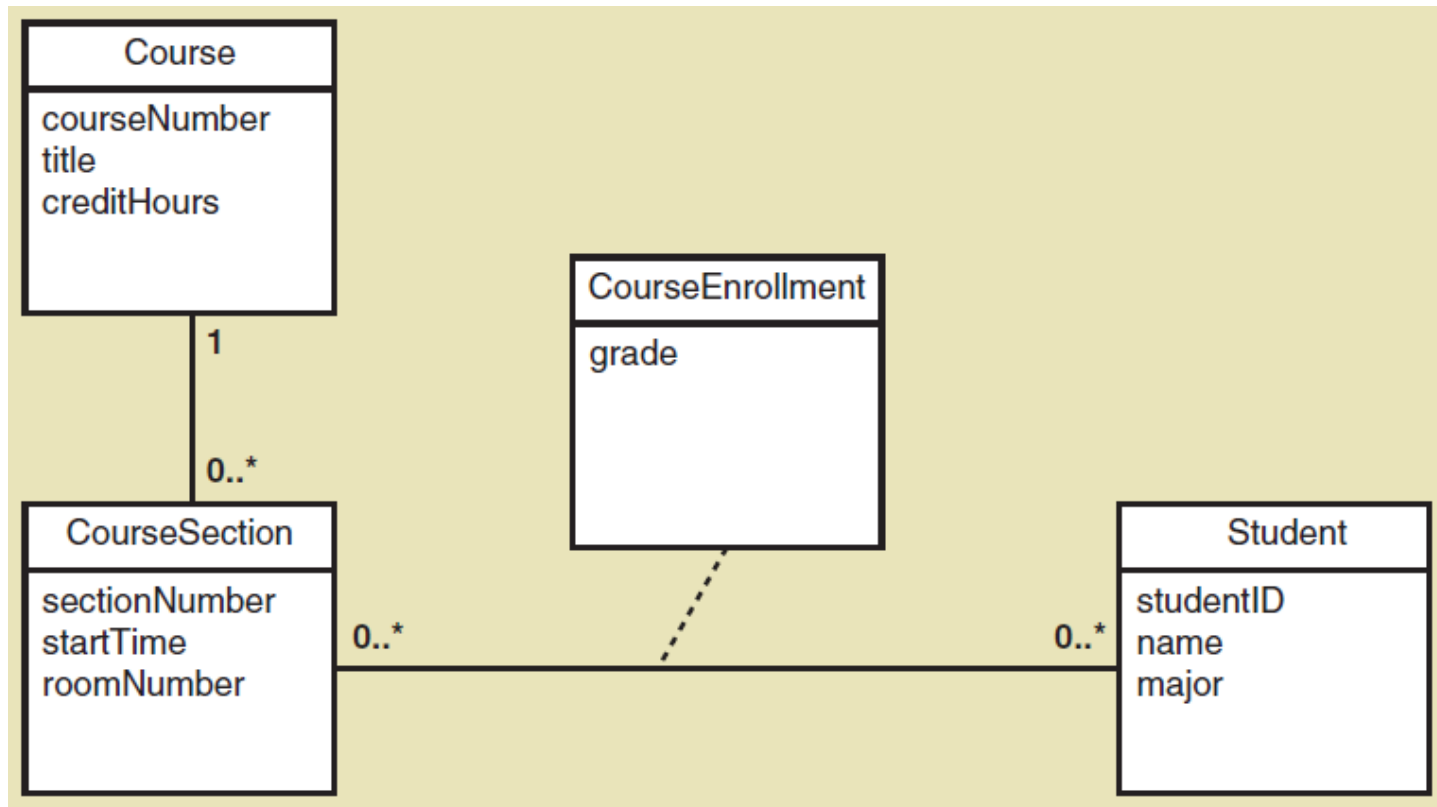 Course
courseNumber
title
creditHours
1
0..*
CourseEnrollment
grade
CourseSection
sectionNumber
startTime
roomNumber
0..*
0..*
Student
studentID
name
major